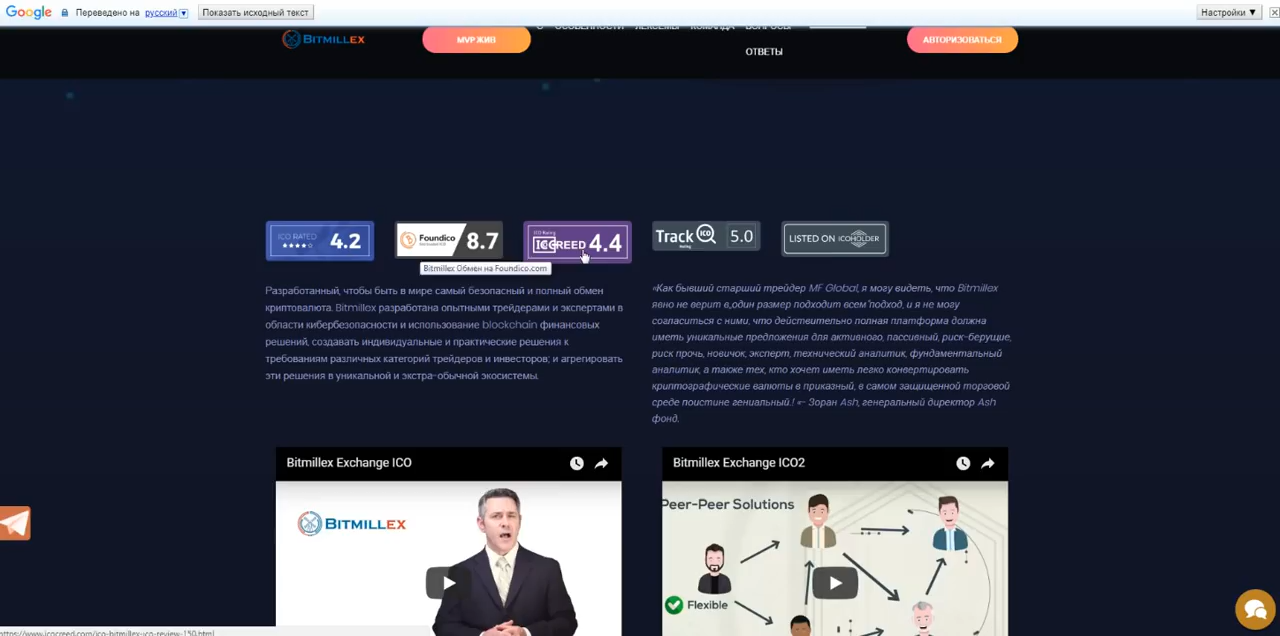 Google Переведено на русский Показать исходный текст Настройки
BITMILLEX
МVP ЖИВ
О ОСОБЕННОСТИ ЛЕКСЕМЫ КОМАНДА ВОПРОСЫ
ОТВЕТЫ
АВТОРИЗОВАТЬСЯ
ICO RATED 4.2
Foundico 8.7
ICO Rating
ICOCREED 4.4
Track ICO 5.0
LISTED ON ICOHOLDER
Bitmillex Обмен на Foundico.com
Разработанный, чтобы быть в мире самый безопасный и полный обмен
криптовалюта. Bitmillex разработана опытными трейдерами и экспертами в
области кибербезопасности и использование blockchain финансовых
решений, создавать индивидуальные и практические решения к
требованиям различных категорий трейдеров и инвесторов; и агрегировать
эти решения в уникальной и экстра-обычной экосистемы.
«Как бывший старший трейдер MF Global, я могу видеть, что Bitmillex
явно не верит в„один размер подходит всем"подход, и я не могу
согласиться с ними, что действительно полная платформа должна
иметь уникальные предложения для активного, пассивный, риск-берущие,
риск прочь, новичок, эксперт, технический аналитик, фундаментальный
аналитик, а также тех, кто хочет иметь легко конвертировать
криптографические валюты в приказный, в самом защищенной торговой
среде поистине гениальный.! «- Зоран Ash, генеральный директор Ash
фонд.
Bitmillex Exchange ICO
BITMILLEX
Bitmillex Exchange ICO2
Peer-Peer Solutions
Flexible
https://www.icocreed.com/ico-bitmillex-ico-review-150.html